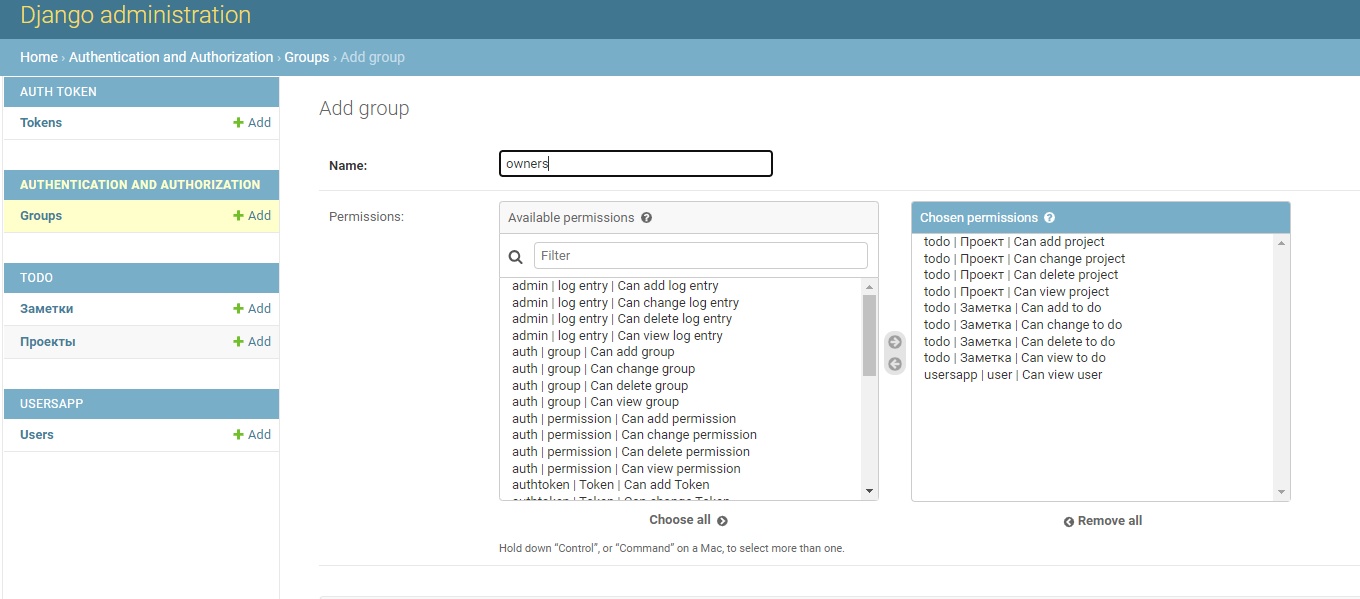 Django administration
Home › Authentication and Authorization › Groups › Add group
AUTH TOKEN
Tokens
Add
AUTHENTICATION AND AUTHORIZATION
Groups
Add
TODO
Заметки
Add
Проекты
Add
USERSAPP
Users
Add
Add group
Name:
owners
Permissions:
Available permissions
Filter
admin | log entry | Can add log entry
admin | log entry | Can change log entry
admin | log entry | Can delete log entry
admin | log entry | Can view log entry
auth | group | Can add group
auth | group | Can change group
auth | group | Can delete group
auth | group | Can view group
auth | permission | Can add permission
auth | permission | Can change permission
auth | permission | Can delete permission
auth | permission | Can view permission
authtoken | Token | Can add Token
authtoken | Token | Can change Token
Choose all
Chosen permissions
todo | Проект | Can add project
todo | Проект | Can change project
todo | Проект | Can delete project
todo | Проект | Can view project
todo | Заметка | Can add to do
todo | Заметка | Can change to do
todo | Заметка | Can delete to do
todo | Заметка | Can view to do
usersapp | user | Can view user
Remove all
Hold down “Control”, or “Command” on a Mac, to select more than one.